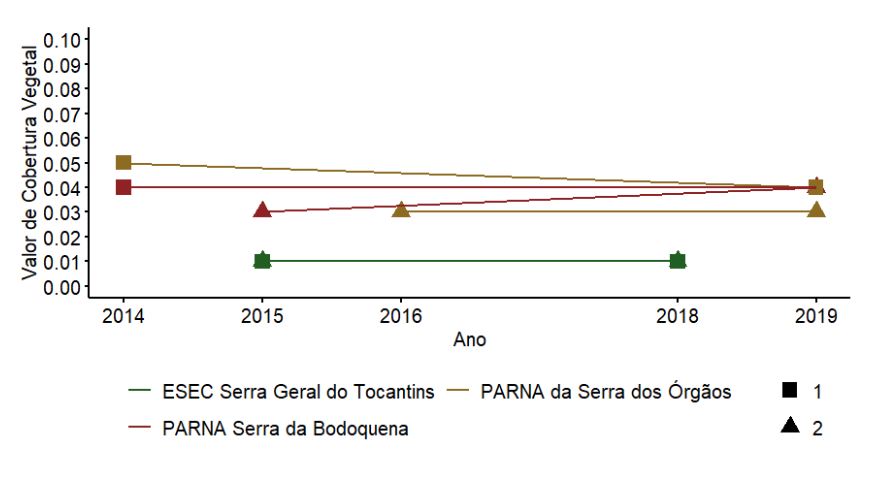 Valor de Cobertura Vegetal
0.10
0.09
0.08
0.07
0.06
0.05
0.04
0.03
0.02
0.01
0.00
2014 2015 2016 2018 2019
Ano
ESEC Serra Geral do Tocantins PARNA da Serra dos Órgãos 1
PARNA Serra da Bodoquena 2